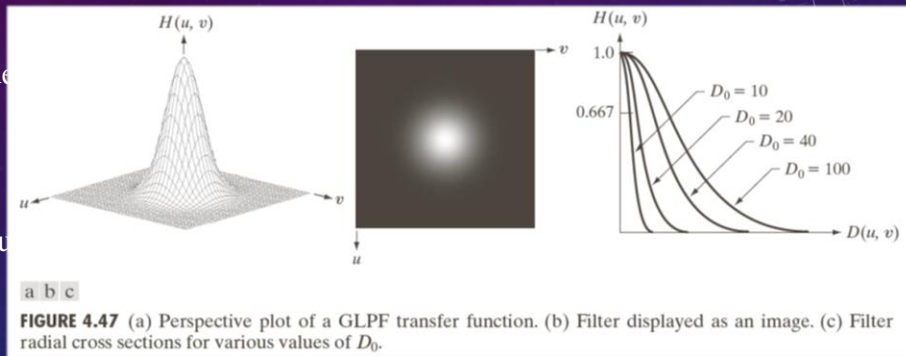 H(u, v)
u
v
v
u
H(u, v)
1.0
0.667
D₀ = 10
D₀ = 20
D₀ = 40
D₀ = 100
D(u, v)
a b c
FIGURE 4.47 (a) Perspective plot of a GLPF transfer function. (b) Filter displayed as an image. (c) Filter
radial cross sections for various values of D₀.